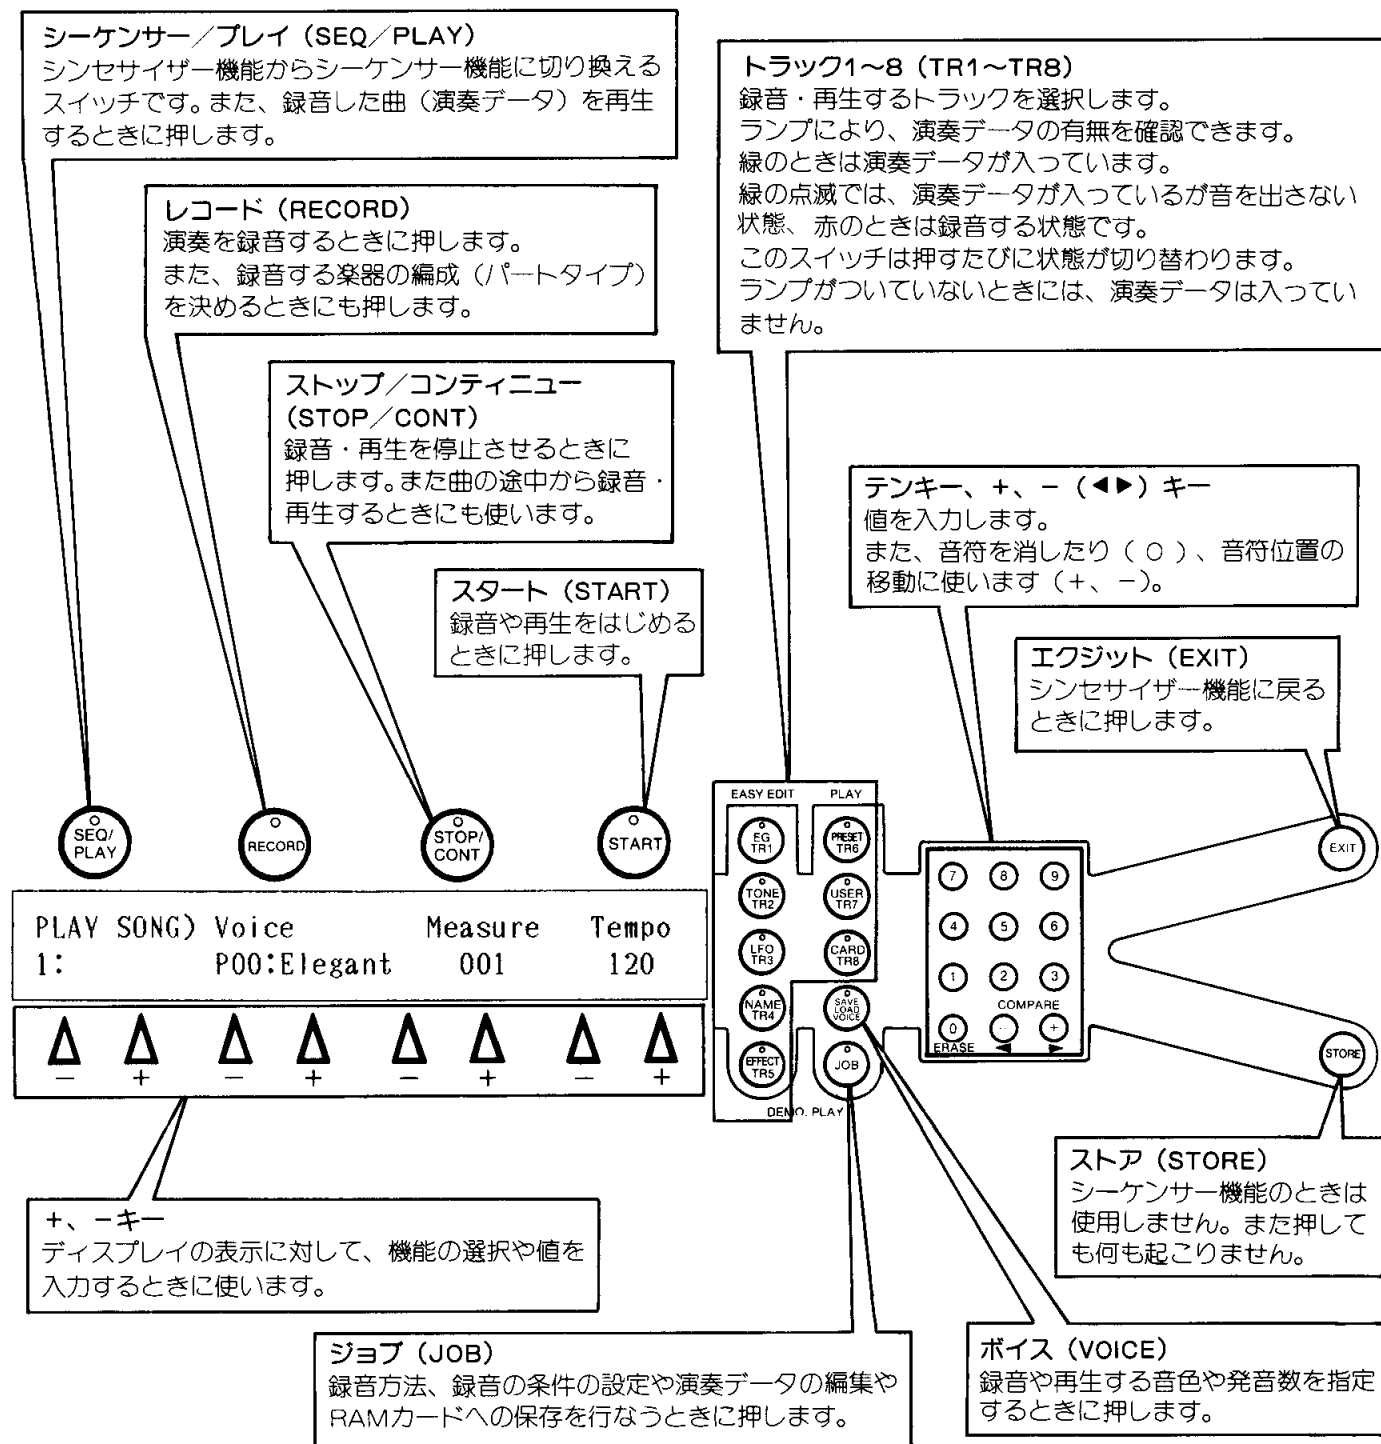 シーケンサー／プレイ（SEQ／PLAY）
シンセサイザー機能からシーケンサー機能に切り換える
スイッチです。また、録音した曲（演奏データ）を再生
するときに押します。
トラック1～8（TR1～TR8）
録音・再生するトラックを選択します。
ランプにより、演奏データの有無を確認できます。
緑のときは演奏データが入っています。
緑の点滅では、演奏データが入っているが音を出さない
状態、赤のときは録音する状態です。
このスイッチは押すたびに状態が切り替わります。
ランプがついていないときには、演奏データは入ってい
ません。
レコード（RECORD）
演奏を録音するときに押します。
また、録音する楽器の編成（パートタイプ）
を決めるときにも押します。
ストップ／コンティニュー
（STOP／CONT）
録音・再生を停止させるときに
押します。また曲の途中から録音・
再生するときにも使います。
テンキー、+、-（◀▶）キー
値を入力します。
また、音符を消したり（０）、音符位置の
移動に使います（+、-）。
スタート（START）
録音や再生をはじめる
ときに押します。
エクジット（EXIT）
シンセサイザー機能に戻る
ときに押します。
SEQ/
PLAY
RECORD
STOP/
CONT
START
EASY EDIT
PLAY
EG
TR1
PRESET
TR6
TONE
TR2
USER
TR7
LFO
TR3
CARD
TR8
NAME
TR4
SAVE
LOAD
VOICE
EFFECT
TR5
JOB
DEMO. PLAY
7 8 9
4 5 6
1 2 3
COMPARE
0 - +
ERASE ◀ ▶
EXIT
STORE
PLAY SONG) Voice Measure Tempo
1: P00:Elegant 001 120
- + - + - + - +
+、-キー
ディスプレイの表示に対して、機能の選択や値を
入力するときに使います。
ストア（STORE）
シーケンサー機能のときは
使用しません。また押して
も何も起こりません。
ジョブ（JOB）
録音方法、録音の条件の設定や演奏データの編集や
RAMカードへの保存を行なうときに押します。
ボイス（VOICE）
録音や再生する音色や発音数を指定
するときに押します。